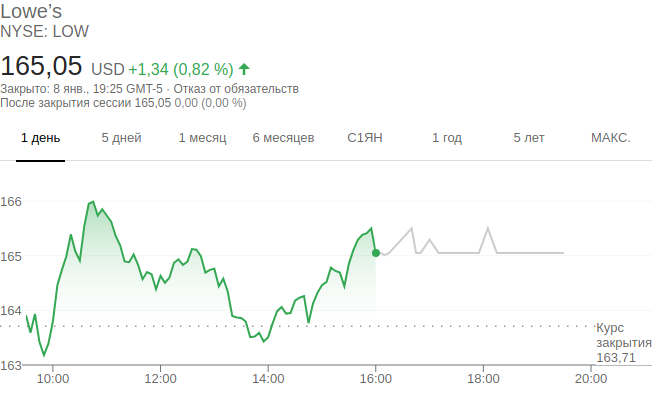 Lowe’s
NYSE: LOW
165,05 USD +1,34 (0,82 %)
Закрыто: 8 янв., 19:25 GMT-5 · Отказ от обязательств
После закрытия сессии 165,05 0,00 (0,00 %)
1 день 5 дней 1 месяц 6 месяцев С1ЯН 1 год 5 лет МАКС.
166
165
164
Курс
закрытия
163,71
163
10:00 12:00 14:00 16:00 18:00 20:00